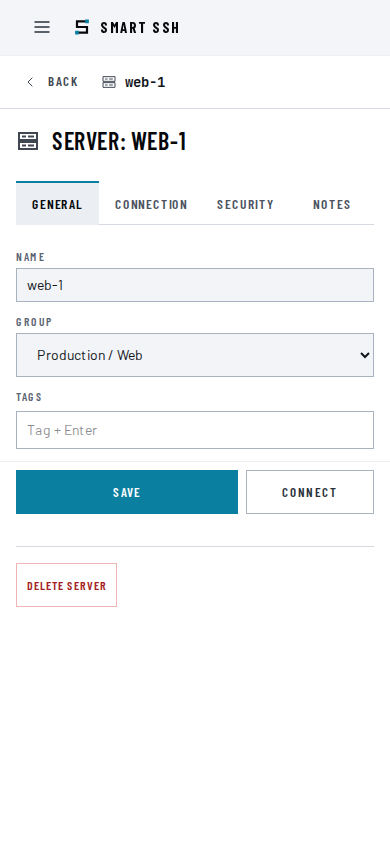 SMART SSH
BACK web-1
SERVER: WEB-1
GENERAL CONNECTION SECURITY NOTES
NAME
web-1
GROUP
Production / Web
TAGS
Tag + Enter
SAVE CONNECT
DELETE SERVER